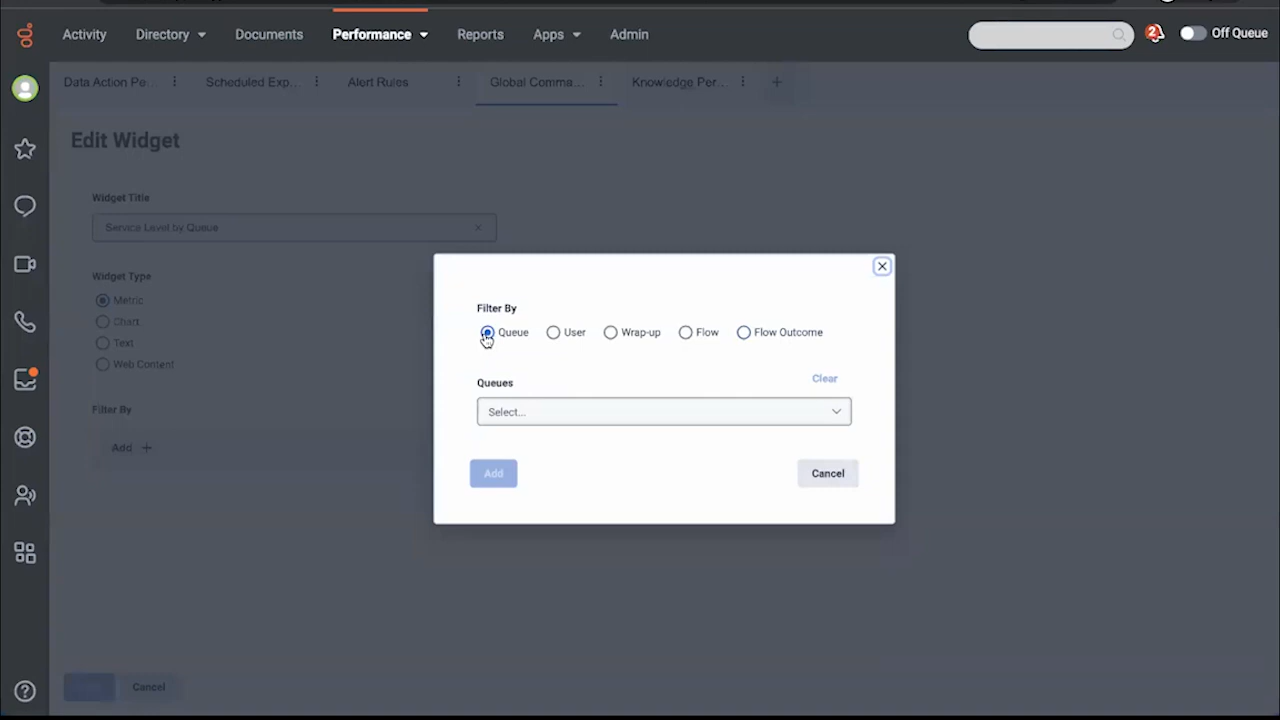 Activity Directory Documents Performance Reports Apps Admin 2 Off Queue
Data Action Pe... Scheduled Exp... Alert Rules Global Comma... Knowledge Per... +
Edit Widget
Widget Title
Service Level by Queue
Widget Type
Metric
Chart
Text
Web Content
Filter By
Add +
Cancel
Filter By
Queue User Wrap-up Flow Flow Outcome
Queues Clear
Select...
Add Cancel